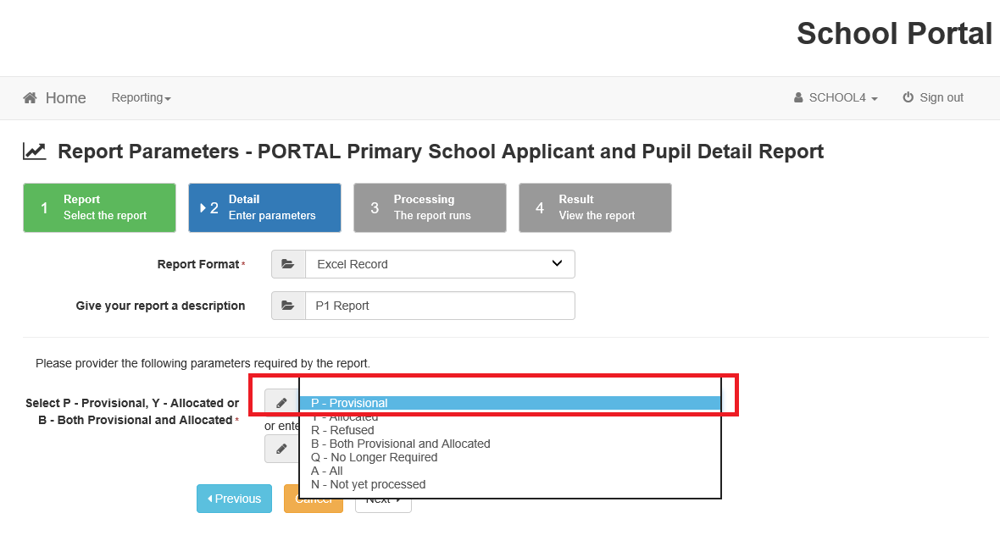 School Portal
Home Reporting SCHOOL4 Sign out
Report Parameters - PORTAL Primary School Applicant and Pupil Detail Report
1 Report
Select the report
2 Detail
Enter parameters
3 Processing
The report runs
4 Result
View the report
Report Format* Excel Record
Give your report a description P1 Report
Please provider the following parameters required by the report.
Select P - Provisional, Y - Allocated or
B - Both Provisional and Allocated*
P - Provisional
Y - Allocated
or ente
R - Refused
B - Both Provisional and Allocated
Q - No Longer Required
A - All
N - Not yet processed
Previous Cancel Next